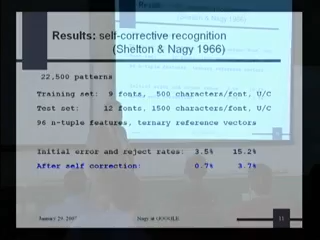 Results: self-corrective recognition
(Shelton & Nagy 1966)
22,500 patterns
Training set: 9 fonts, 500 characters/font, U/C
Test set: 12 fonts, 1500 characters/font, U/C
96 n-tuple features, ternary reference vectors
Initial error and reject rates: 3.5% 15.2%
After self correction: 0.7% 3.7%
January 29, 2007
Nagy at GOOGLE
11